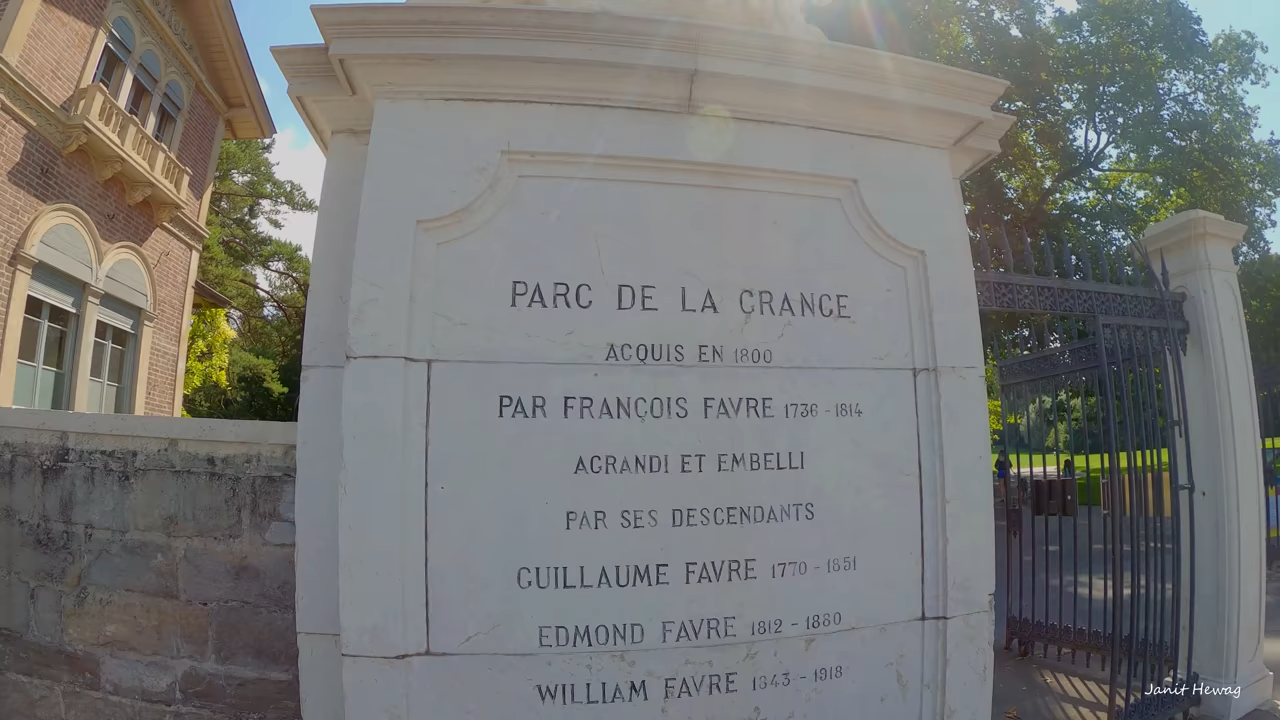 PARC DE LA GRANGE
ACQUIS EN 1800
PAR FRANÇOIS FAVRE 1736 - 1814
AGRANDI ET EMBELLI
PAR SES DESCENDANTS
GUILLAUME FAVRE 1770 - 1851
EDMOND FAVRE 1812 - 1880
WILLIAM FAVRE 1843 - 1918
Janit Hewag